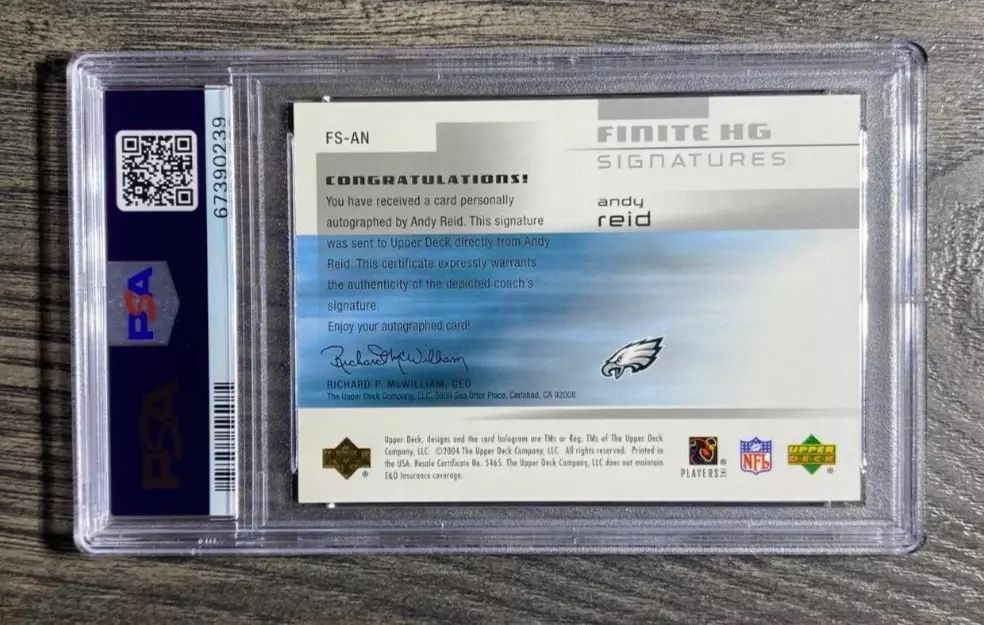 67390239
PSA
PSA
FS-AN
FINITE HG
SIGNATURES
andy
reid
CONGRATULATIONS!
You have received a card personally
autographed by Andy Reid. This signature
was sent to Upper Deck directly from Andy
Reid. This certificate expressly warrants
the authenticity of the depicted coach's
signature.
Enjoy your autographed card!
Richard McWilliam
RICHARD P. McWILLIAM, CEO
The Upper Deck Company, LLC, 5909 Sea Otter Place, Carlsbad, CA 92008
Upper Deck, designs and the card hologram are TMs or Reg. TMs of The Upper Deck
Company, LLC. ©2004 The Upper Deck Company, LLC. All rights reserved. Printed in
the USA. Resale Certificate No. 5465. The Upper Deck Company, LLC does not maintain
E&O Insurance coverage.
PLAYERS INC
NFL
UPPER
DECK